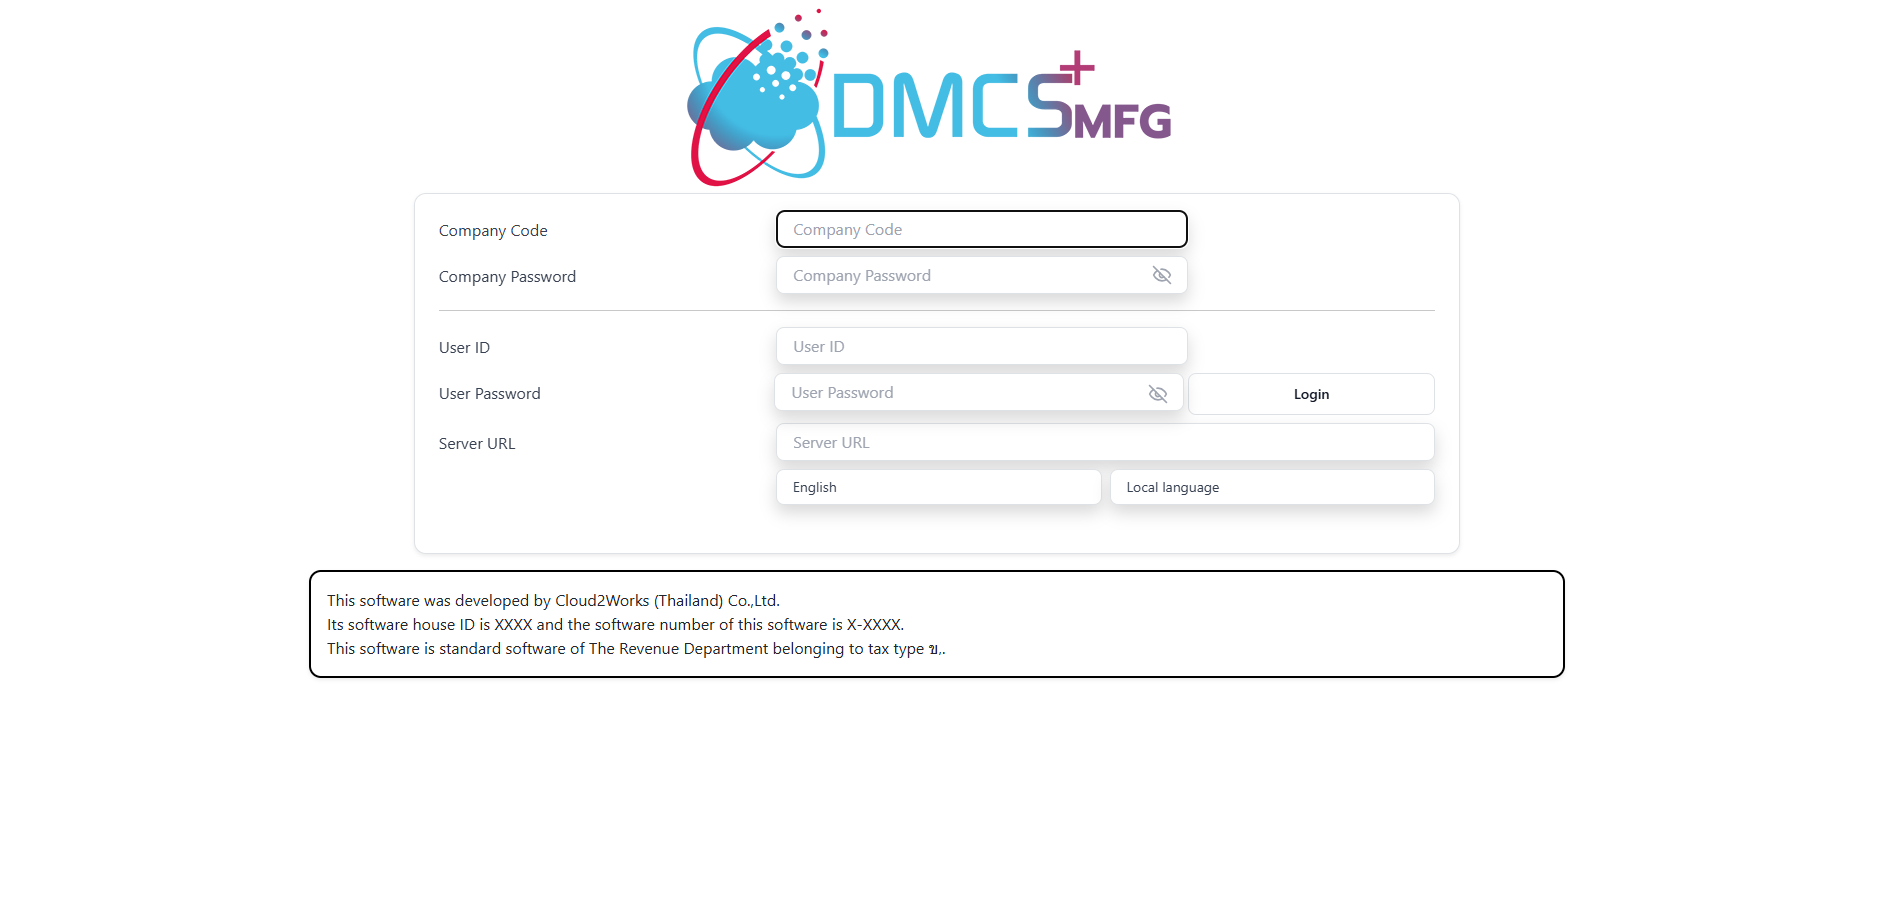 DMCS+MFG
Company Code Company Code
Company Password Company Password
User ID User ID
User Password User Password Login
Server URL Server URL
English Local language
This software was developed by Cloud2Works (Thailand) Co.,Ltd.
Its software house ID is XXXX and the software number of this software is X-XXXX.
This software is standard software of The Revenue Department belonging to tax type ข,.